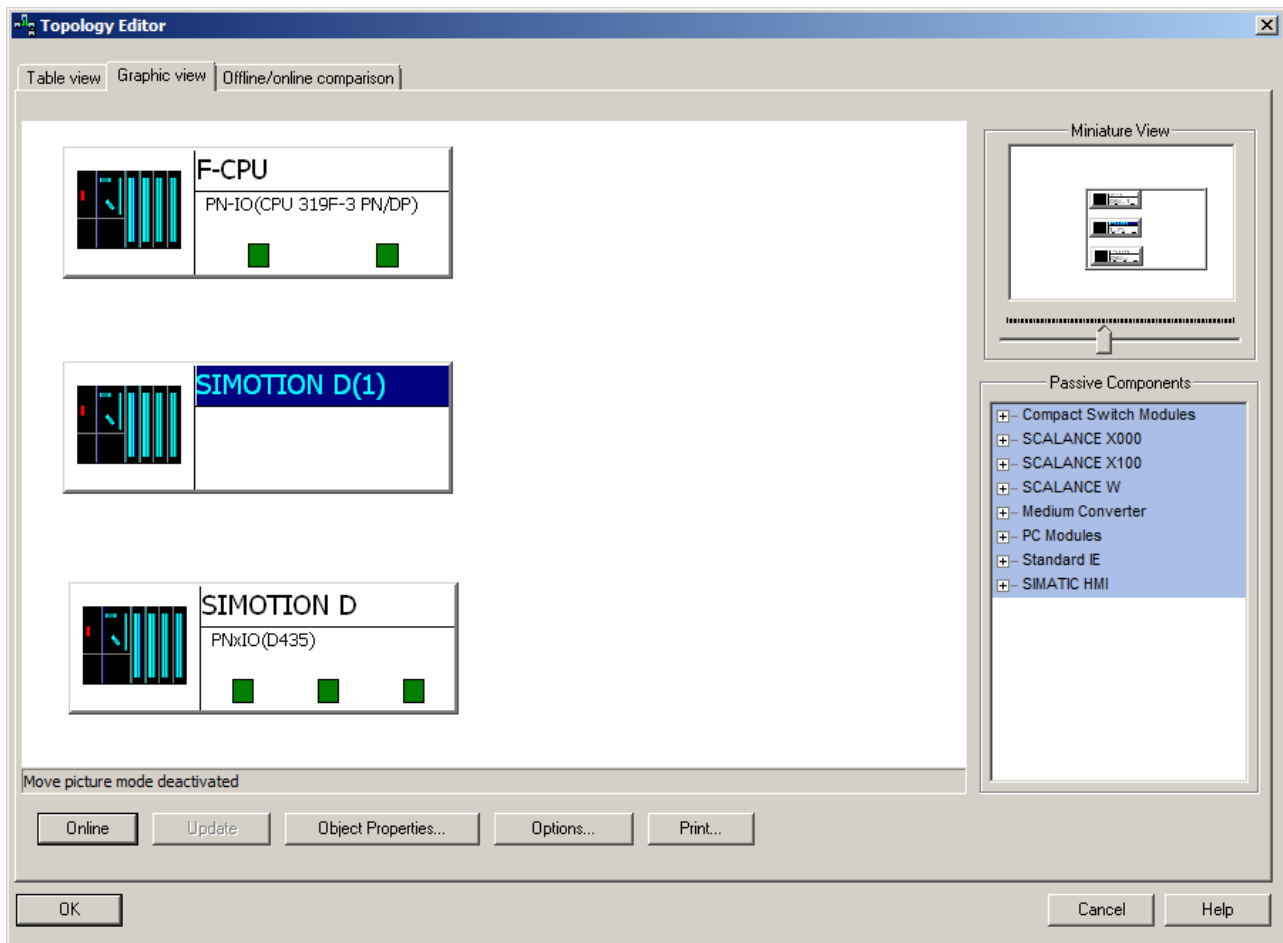 Topology Editor
Table view
Graphic view
Offline/online comparison
F-CPU
PN-IO(CPU 319F-3 PN/DP)
SIMOTION D(1)
SIMOTION D
PNxIO(D435)
Move picture mode deactivated
Miniature View
Passive Components
Compact Switch Modules
SCALANCE X000
SCALANCE X100
SCALANCE W
Medium Converter
PC Modules
Standard IE
SIMATIC HMI
Online
Update
Object Properties...
Options...
Print...
OK
Cancel
Help